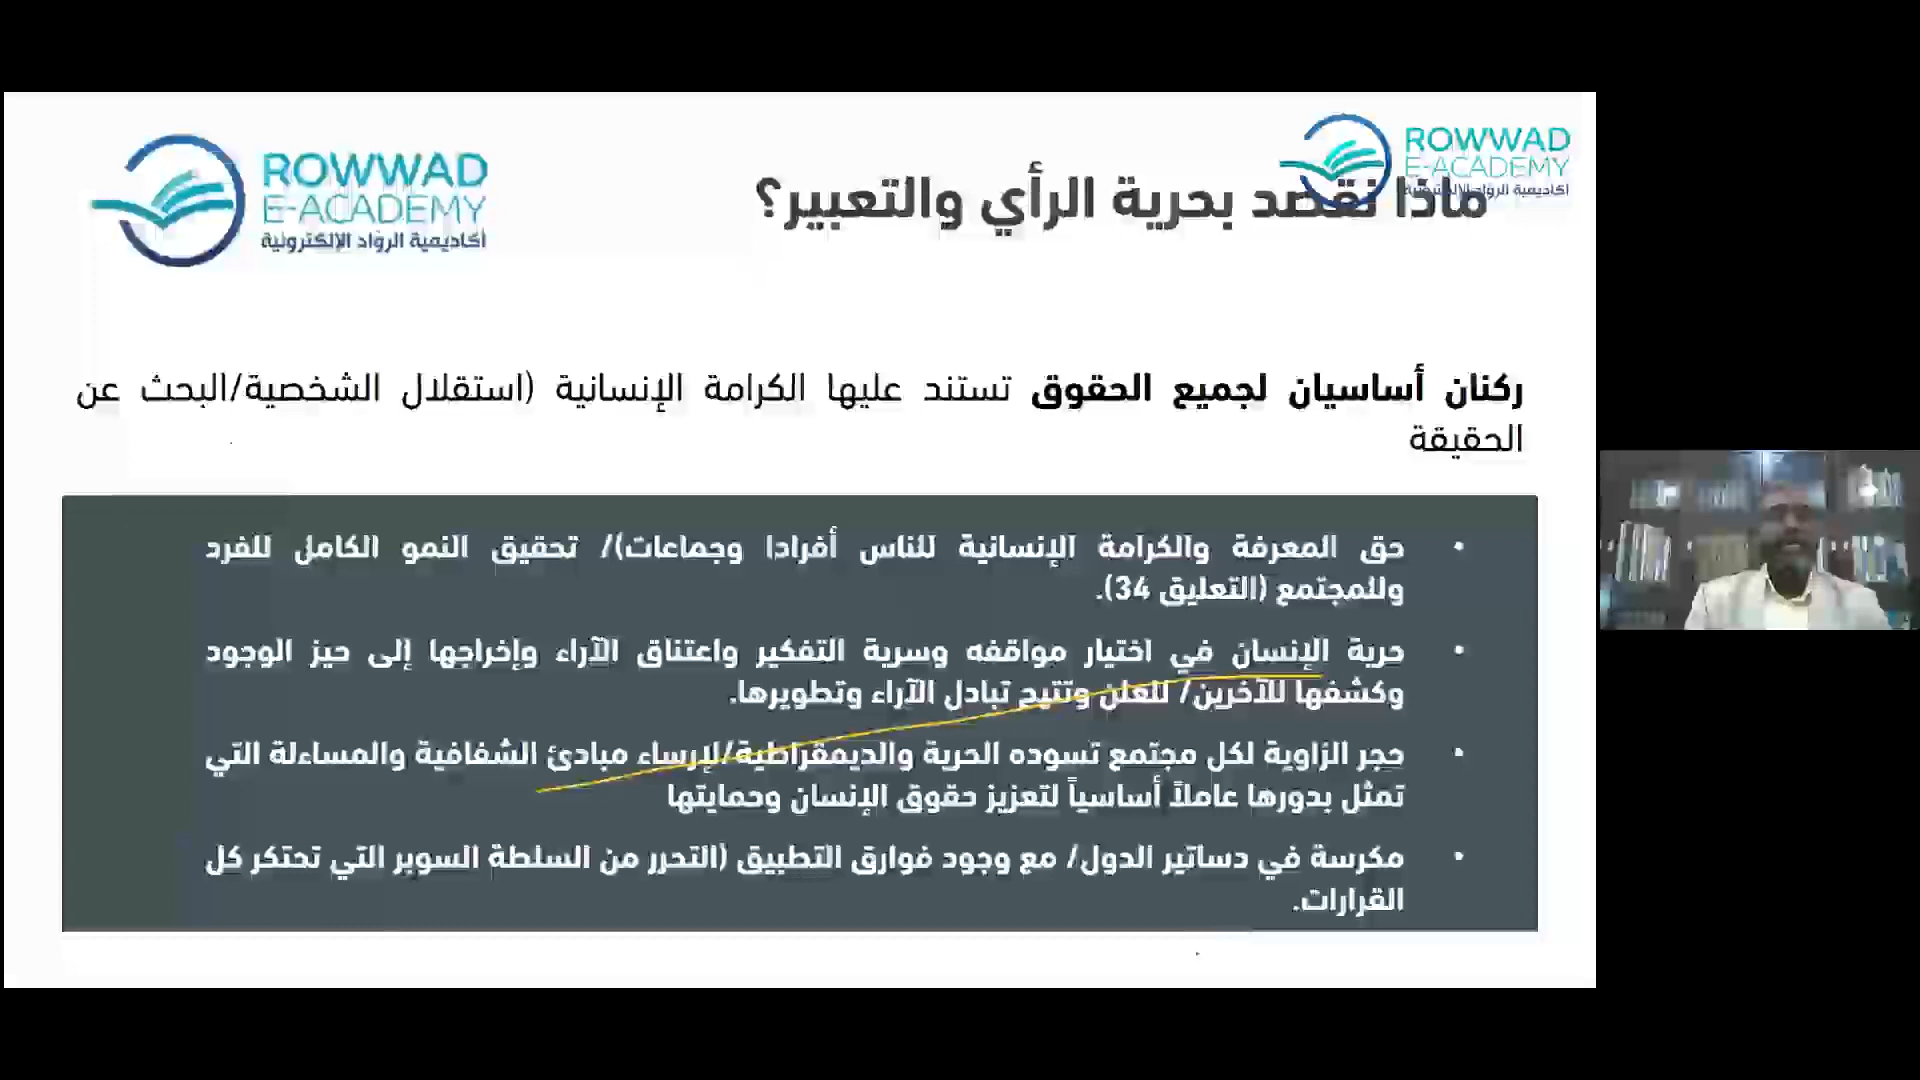 ROWWAD
E-ACADEMY
أكاديمية الرواد الإلكترونية
ROWWAD
E-ACADEMY
أكاديمية الرواد الإلكترونية
ماذا نقصد بحرية الرأي والتعبير؟
ركنان أساسيان لجميع الحقوق تستند عليها الكرامة الإنسانية (استقلال الشخصية/البحث عن
الحقيقة
• حق المعرفة والكرامة الإنسانية للناس أفرادا وجماعات)/ تحقيق النمو الكامل للفرد
وللمجتمع (التعليق 34).
• حرية الإنسان في اختيار مواقفه وسرية التفكير واعتناق الآراء وإخراجها إلى حيز الوجود
وكشفها للآخرين/ للعلن وتتيح تبادل الآراء وتطويرها.
• حجر الزاوية لكل مجتمع تسوده الحرية والديمقراطية/لإرساء مبادئ الشفافية والمساءلة التي
تمثل بدورها عاملاً أساسياً لتعزيز حقوق الإنسان وحمايتها
• مكرسة في دساتير الدول/ مع وجود فوارق التطبيق (التحرر من السلطة السوبر التي تحتكر كل
القرارات.